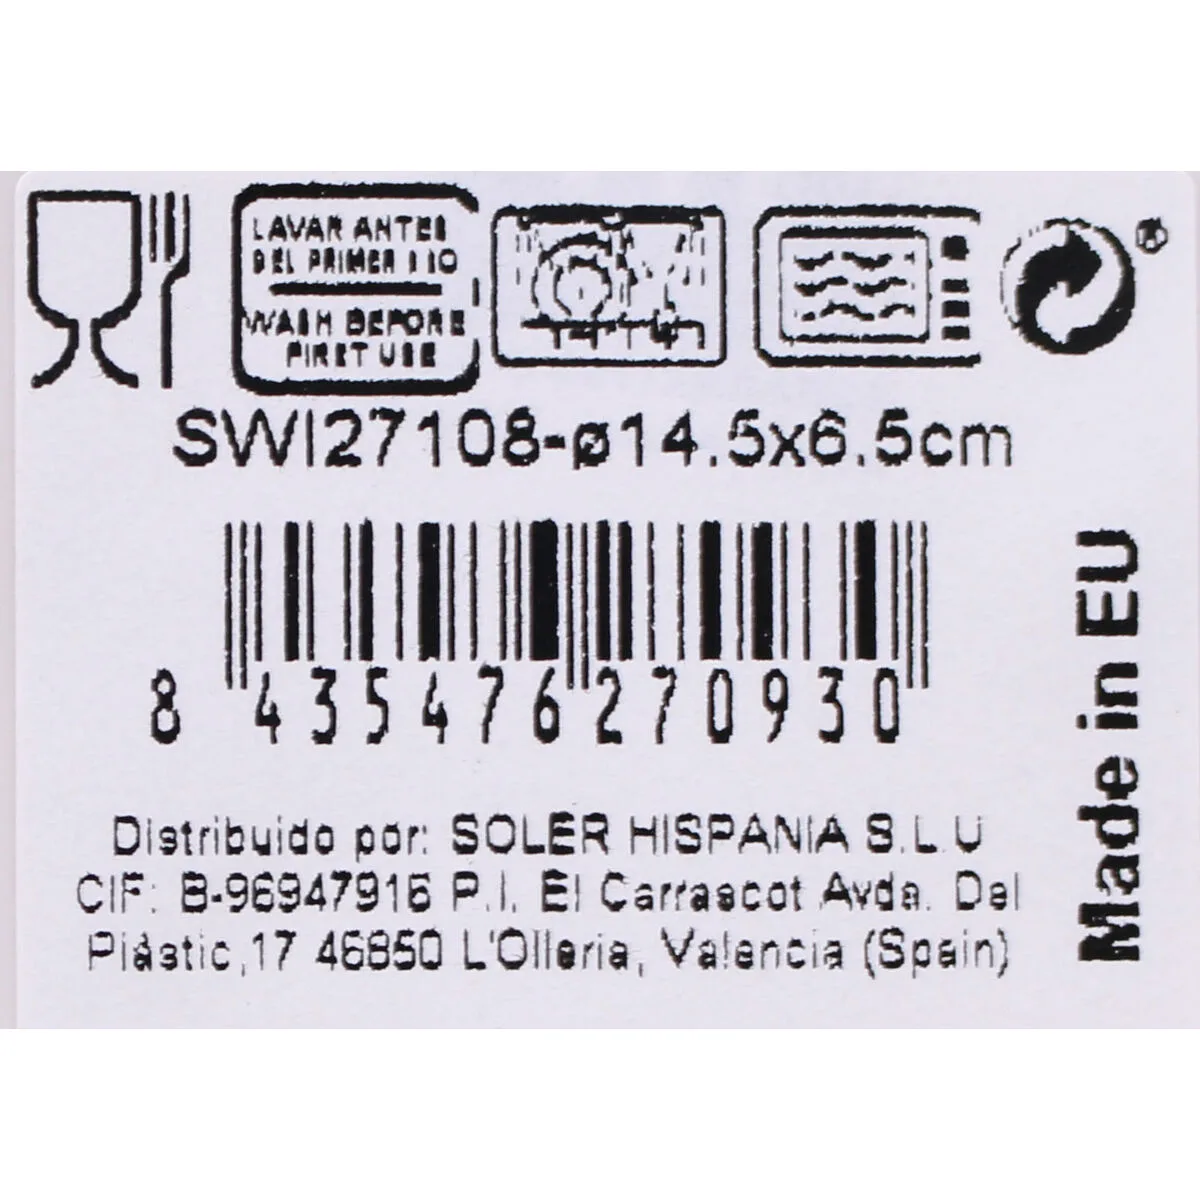 LAVAR ANTES
DEL PRIMER USO
WASH BEFORE
FIRST USE
®
SWI27108-ø14.5x6.5cm
8 435476 270930
Made in EU
Distribuido por: SOLER HISPANIA S.L.U
CIF: B-96947916 P.I. El Carrascot Avda. Del
Plástic,17 46850 L'Olleria, Valencia (Spain)